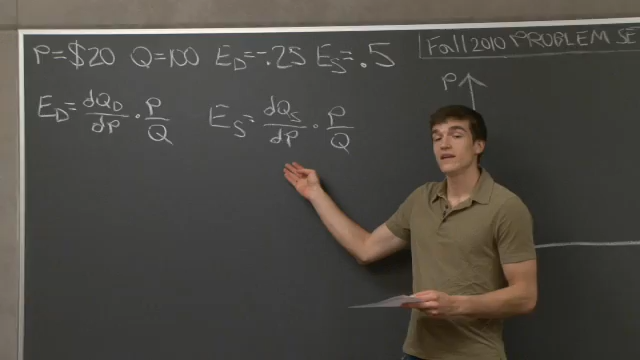 P=$20 Q=100 E_D=-.25 E_S=.5
Fall 2010 PROBLEM SE
E_D = dQ_D/dP · P/Q
E_S = dQ_S/dP · P/Q
P